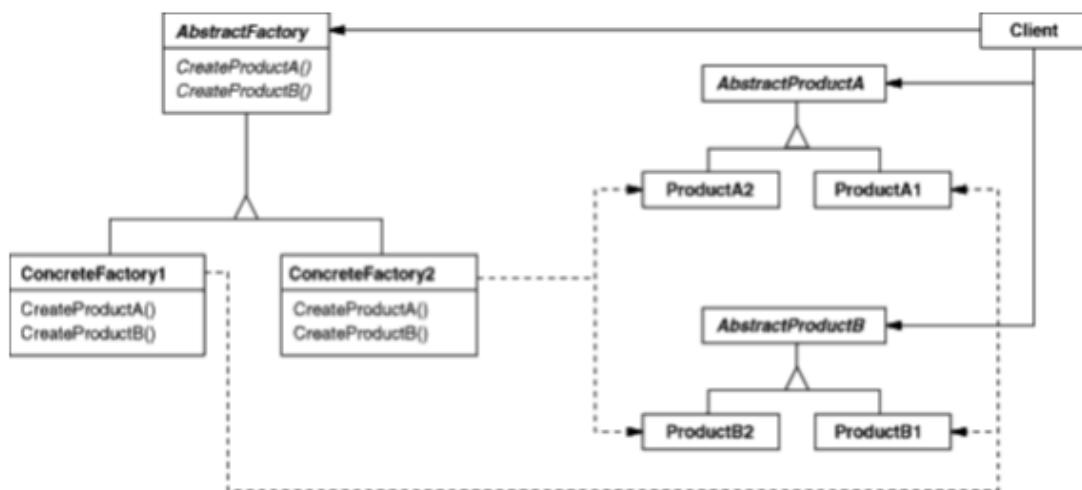 AbstractFactory
CreateProductA()
CreateProductB()
Client
AbstractProductA
ProductA2
ProductA1
ConcreteFactory1
CreateProductA()
CreateProductB()
ConcreteFactory2
CreateProductA()
CreateProductB()
AbstractProductB
ProductB2
ProductB1